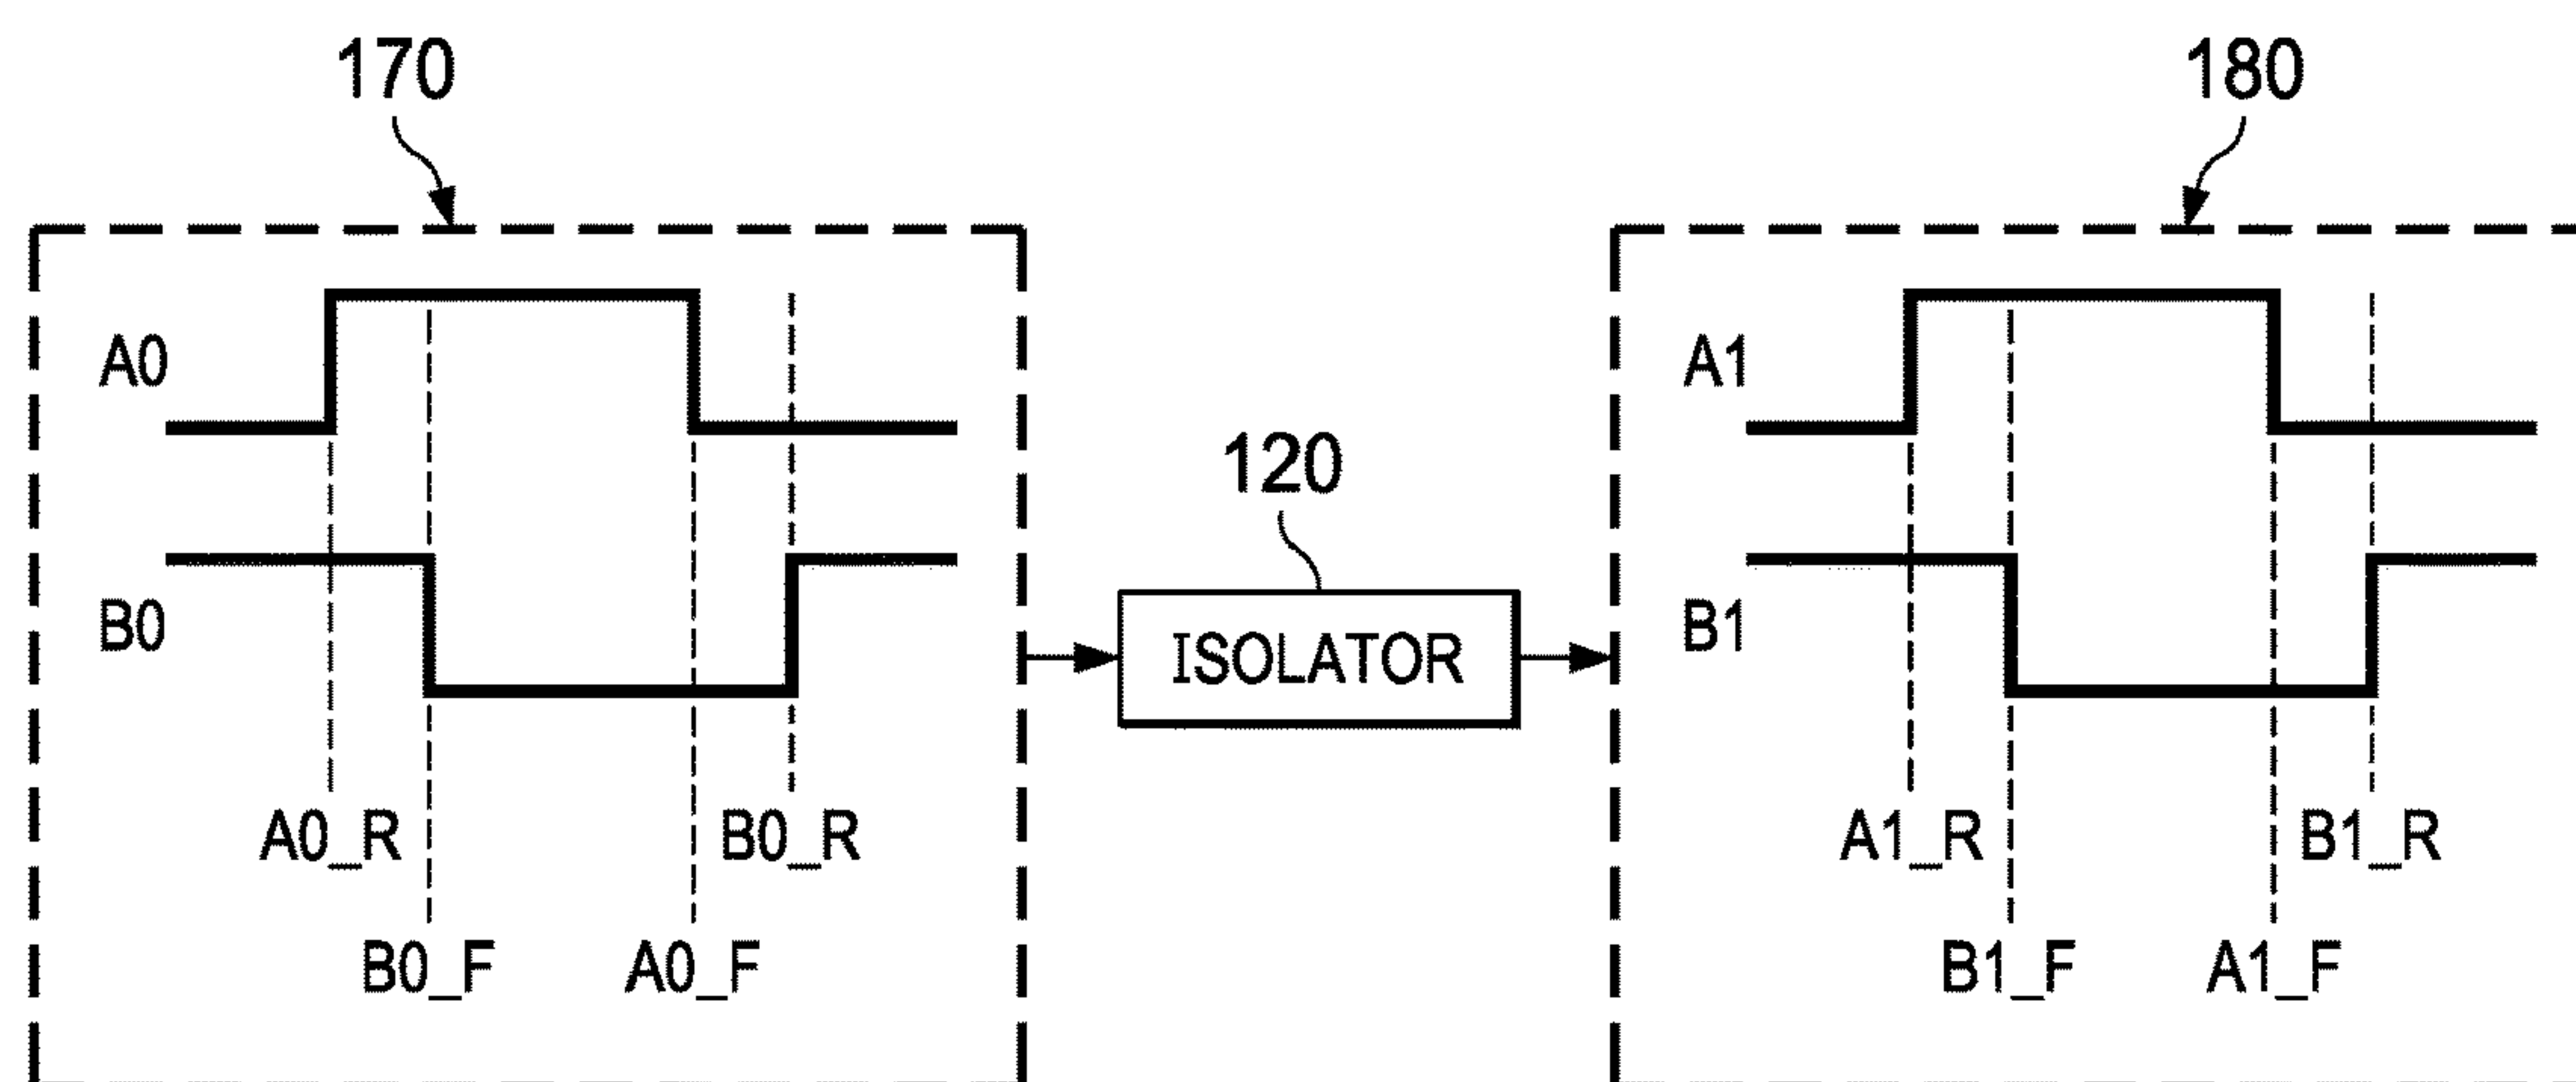 170
180
A0
A1
120
B0
B1
ISOLATOR
A0_R
B0_R
A1_R
B1_R
B0_F
A0_F
B1_F
A1_F